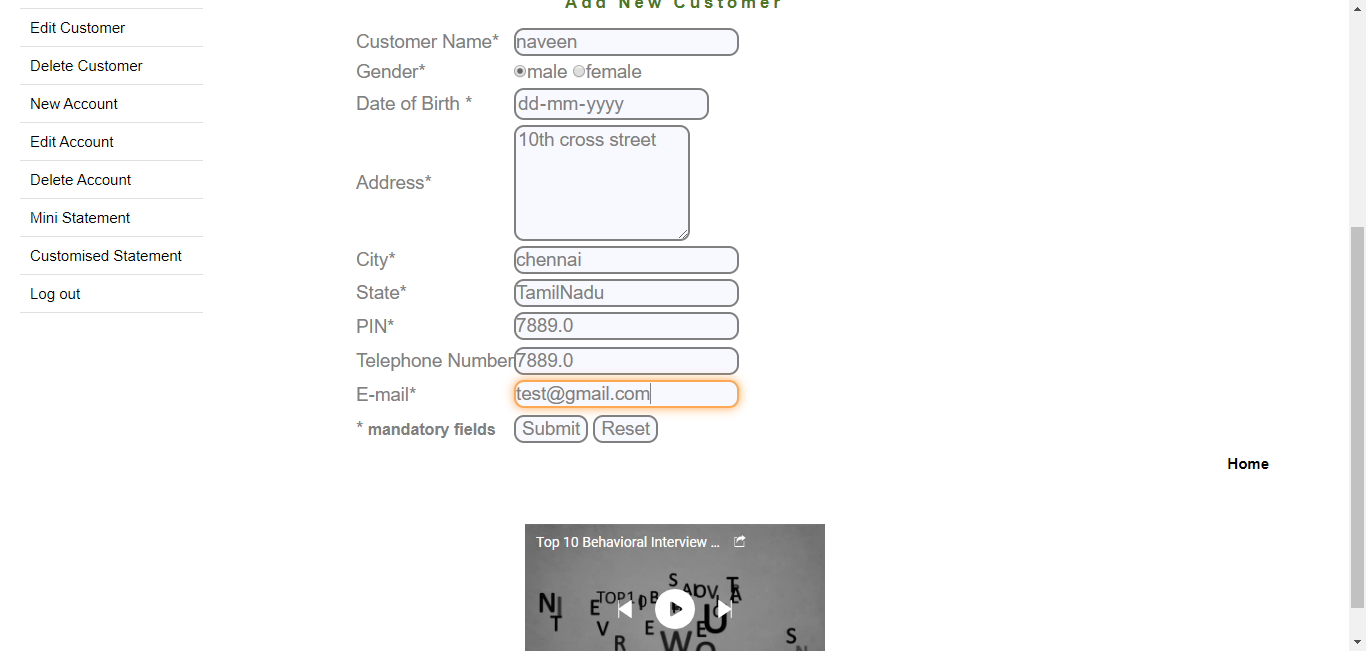 Add New Customer
Edit Customer
Delete Customer
New Account
Edit Account
Delete Account
Mini Statement
Customised Statement
Log out
Customer Name* naveen
Gender* male female
Date of Birth * dd-mm-yyyy
Address* 10th cross street
City* chennai
State* TamilNadu
PIN* 7889.0
Telephone Number 7889.0
E-mail* test@gmail.com
* mandatory fields Submit Reset
Home
Top 10 Behavioral Interview ...